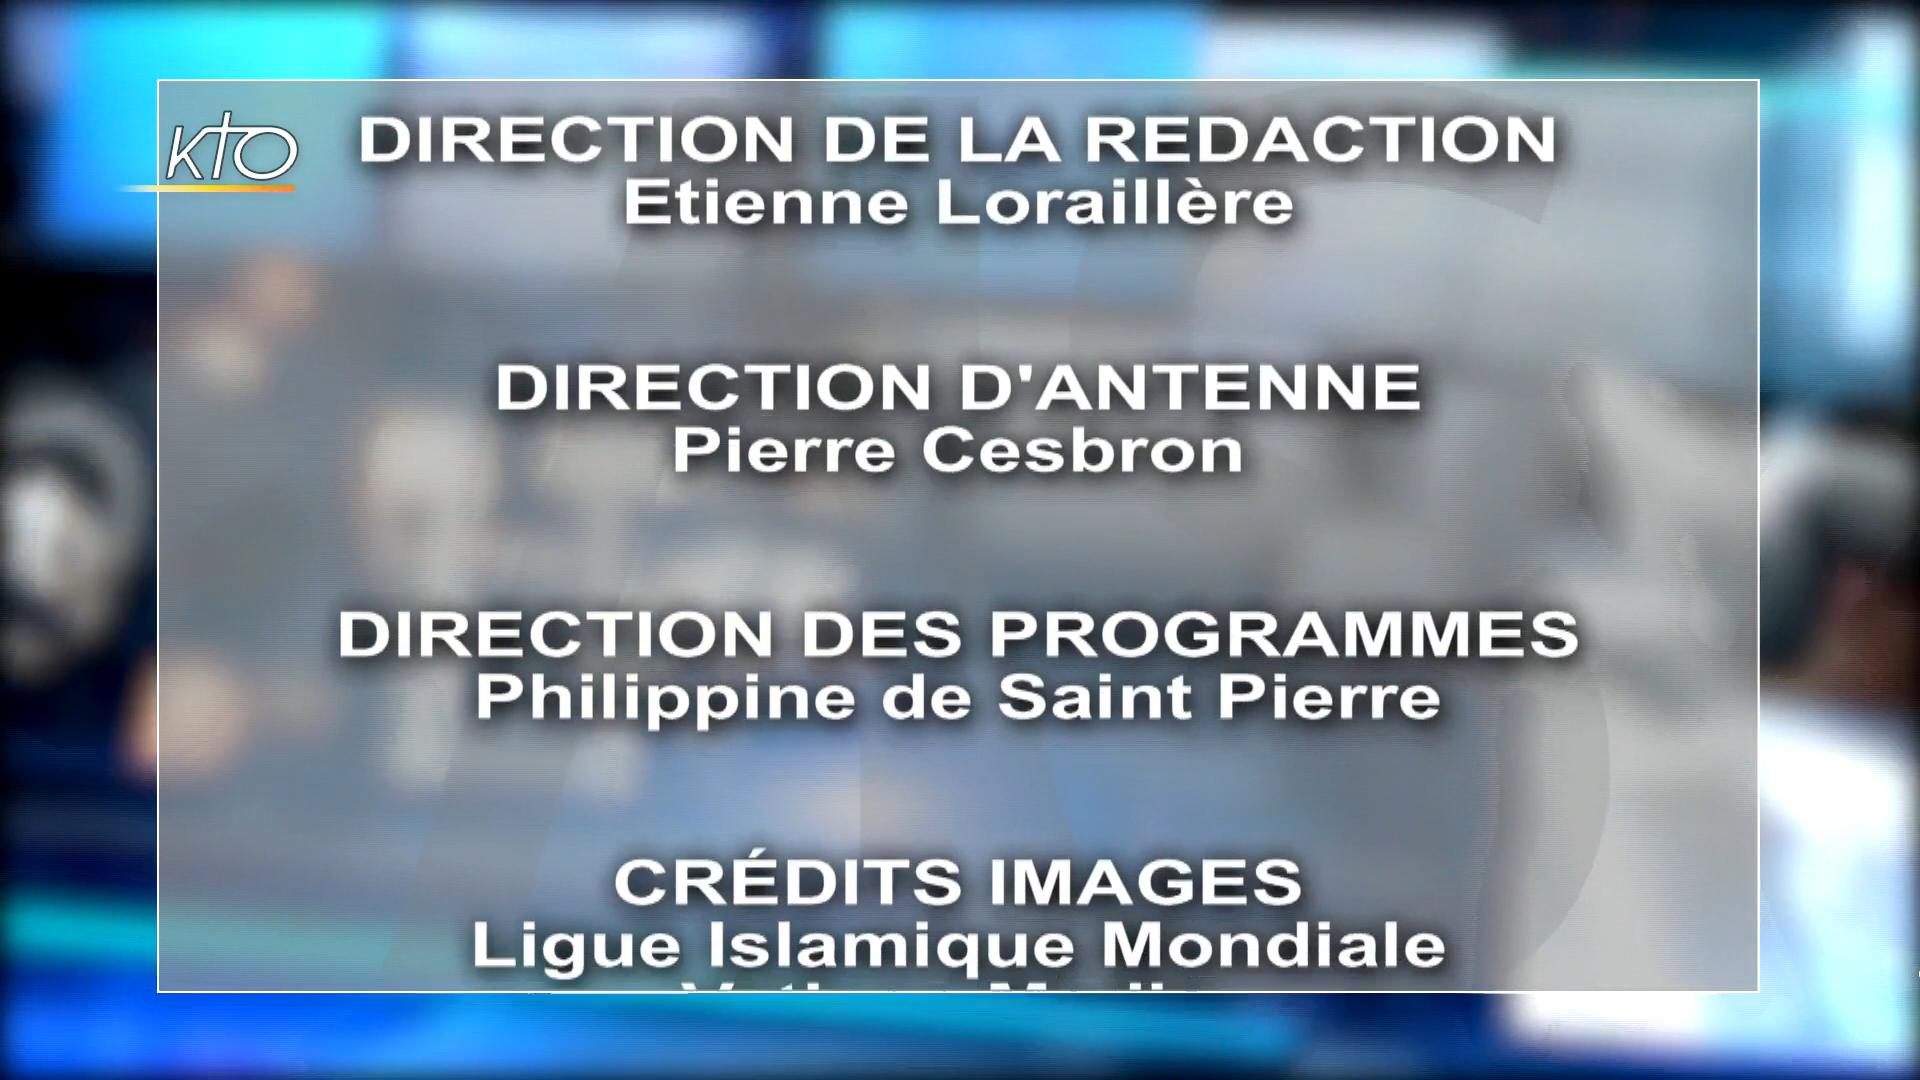 KTO
DIRECTION DE LA REDACTION
Etienne Loraillère
DIRECTION D'ANTENNE
Pierre Cesbron
DIRECTION DES PROGRAMMES
Philippine de Saint Pierre
CRÉDITS IMAGES
Ligue Islamique Mondiale